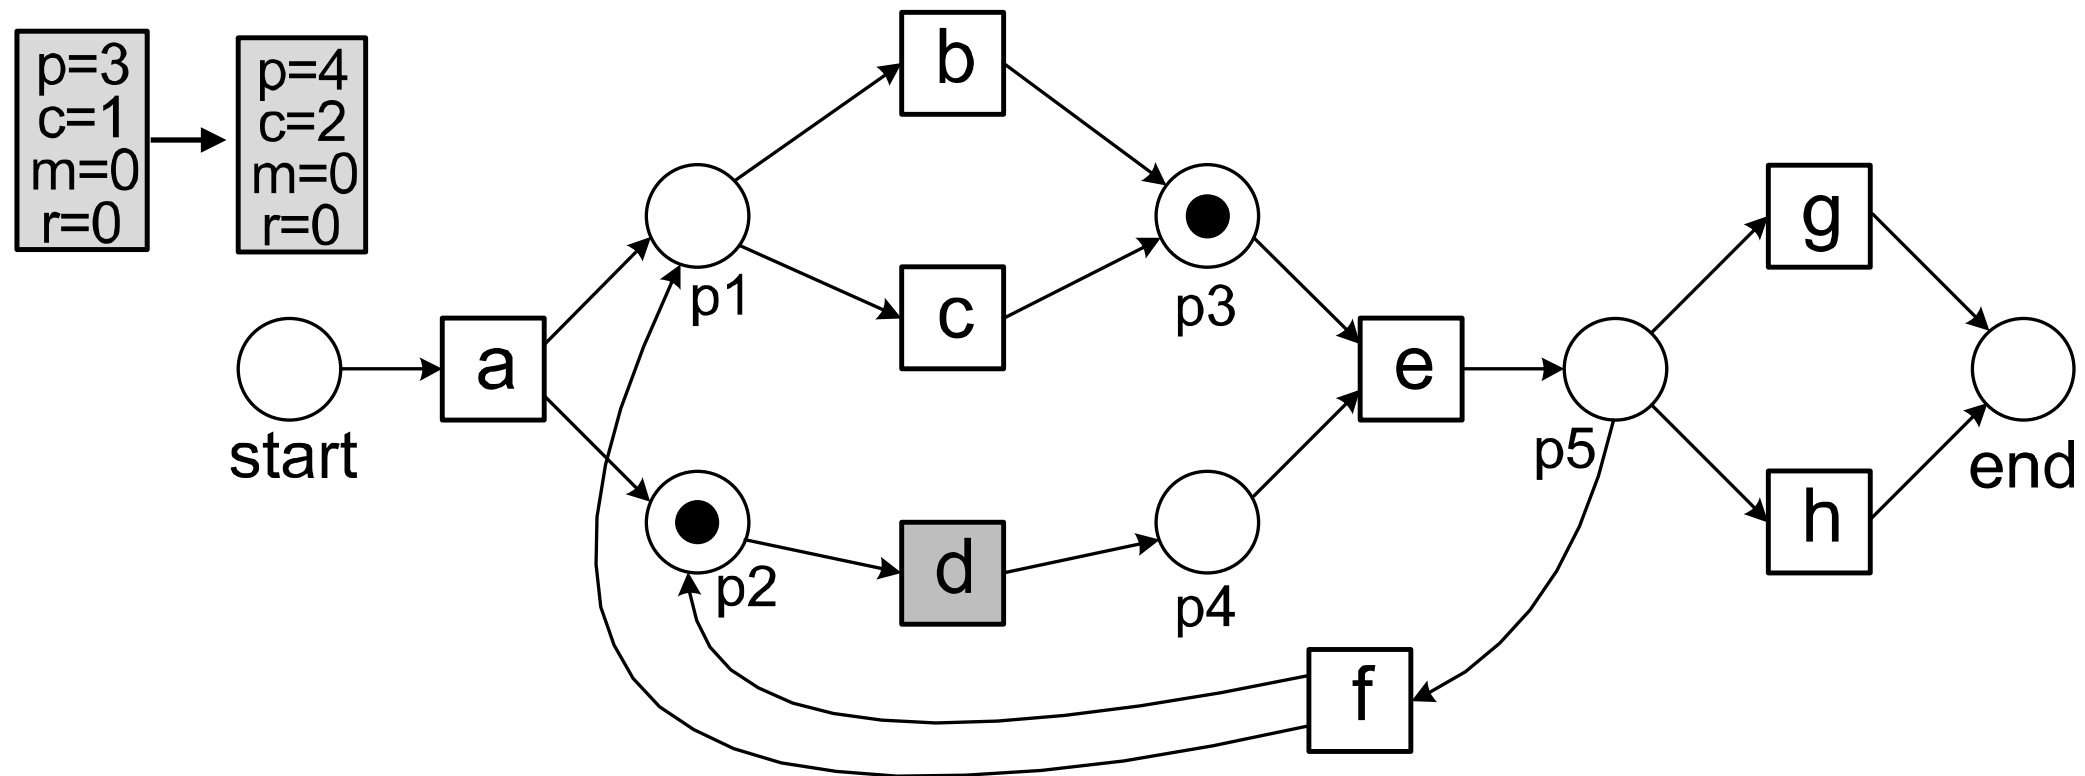 p=3
c=1
m=0
r=0
p=4
c=2
m=0
r=0
b
p1
c
p3
g
start
a
e
p5
end
p2
d
p4
h
f